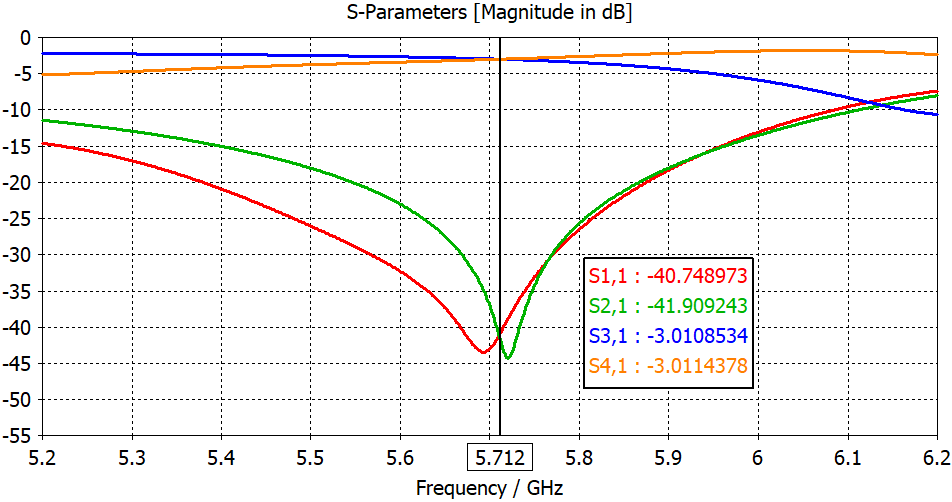 S-Parameters [Magnitude in dB]
0
-5
-10
-15
-20
-25
-30
-35
-40
-45
-50
-55
S1,1 : -40.748973
S2,1 : -41.909243
S3,1 : -3.0108534
S4,1 : -3.0114378
5.2 5.3 5.4 5.5 5.6 5.712 5.8 5.9 6 6.1 6.2
Frequency / GHz